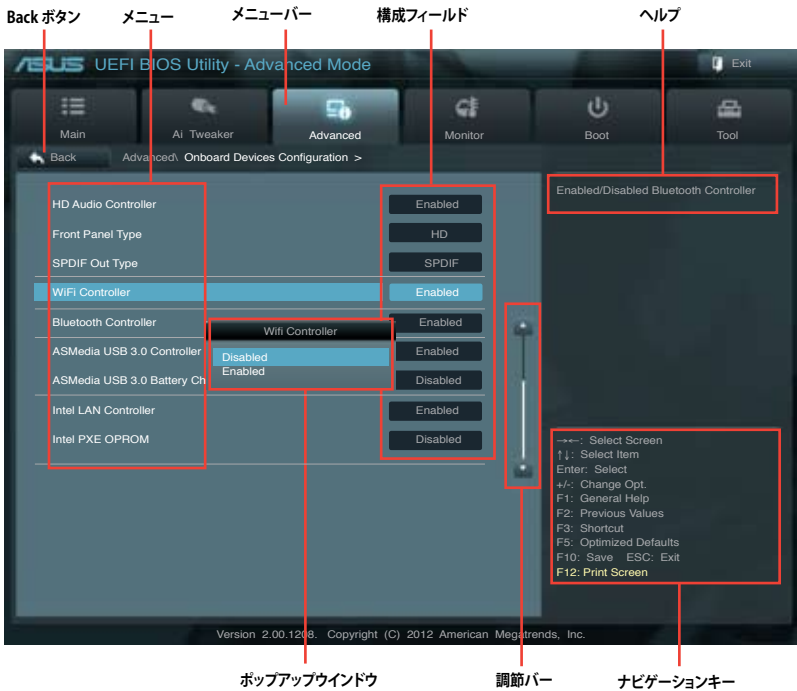 Back ボタン
メニュー
メニューバー
構成フィールド
ヘルプ
ASUS UEFI BIOS Utility - Advanced Mode
Exit
Main
Ai Tweaker
Advanced
Monitor
Boot
Tool
Back
Advanced\ Onboard Devices Configuration >
Enabled/Disabled Bluetooth Controller
HD Audio Controller
Enabled
Front Panel Type
HD
SPDIF Out Type
SPDIF
WiFi Controller
Enabled
Bluetooth Controller
Enabled
Wifi Controller
Disabled
Enabled
ASMedia USB 3.0 Controller
Enabled
ASMedia USB 3.0 Battery Ch
Disabled
Intel LAN Controller
Enabled
Intel PXE OPROM
Disabled
→←: Select Screen
↑↓: Select Item
Enter: Select
+/-: Change Opt.
F1: General Help
F2: Previous Values
F3: Shortcut
F5: Optimized Defaults
F10: Save ESC: Exit
F12: Print Screen
Version 2.00.1208. Copyright (C) 2012 American Megatrends, Inc.
ポップアップウインドウ
調節バー
ナビゲーションキー